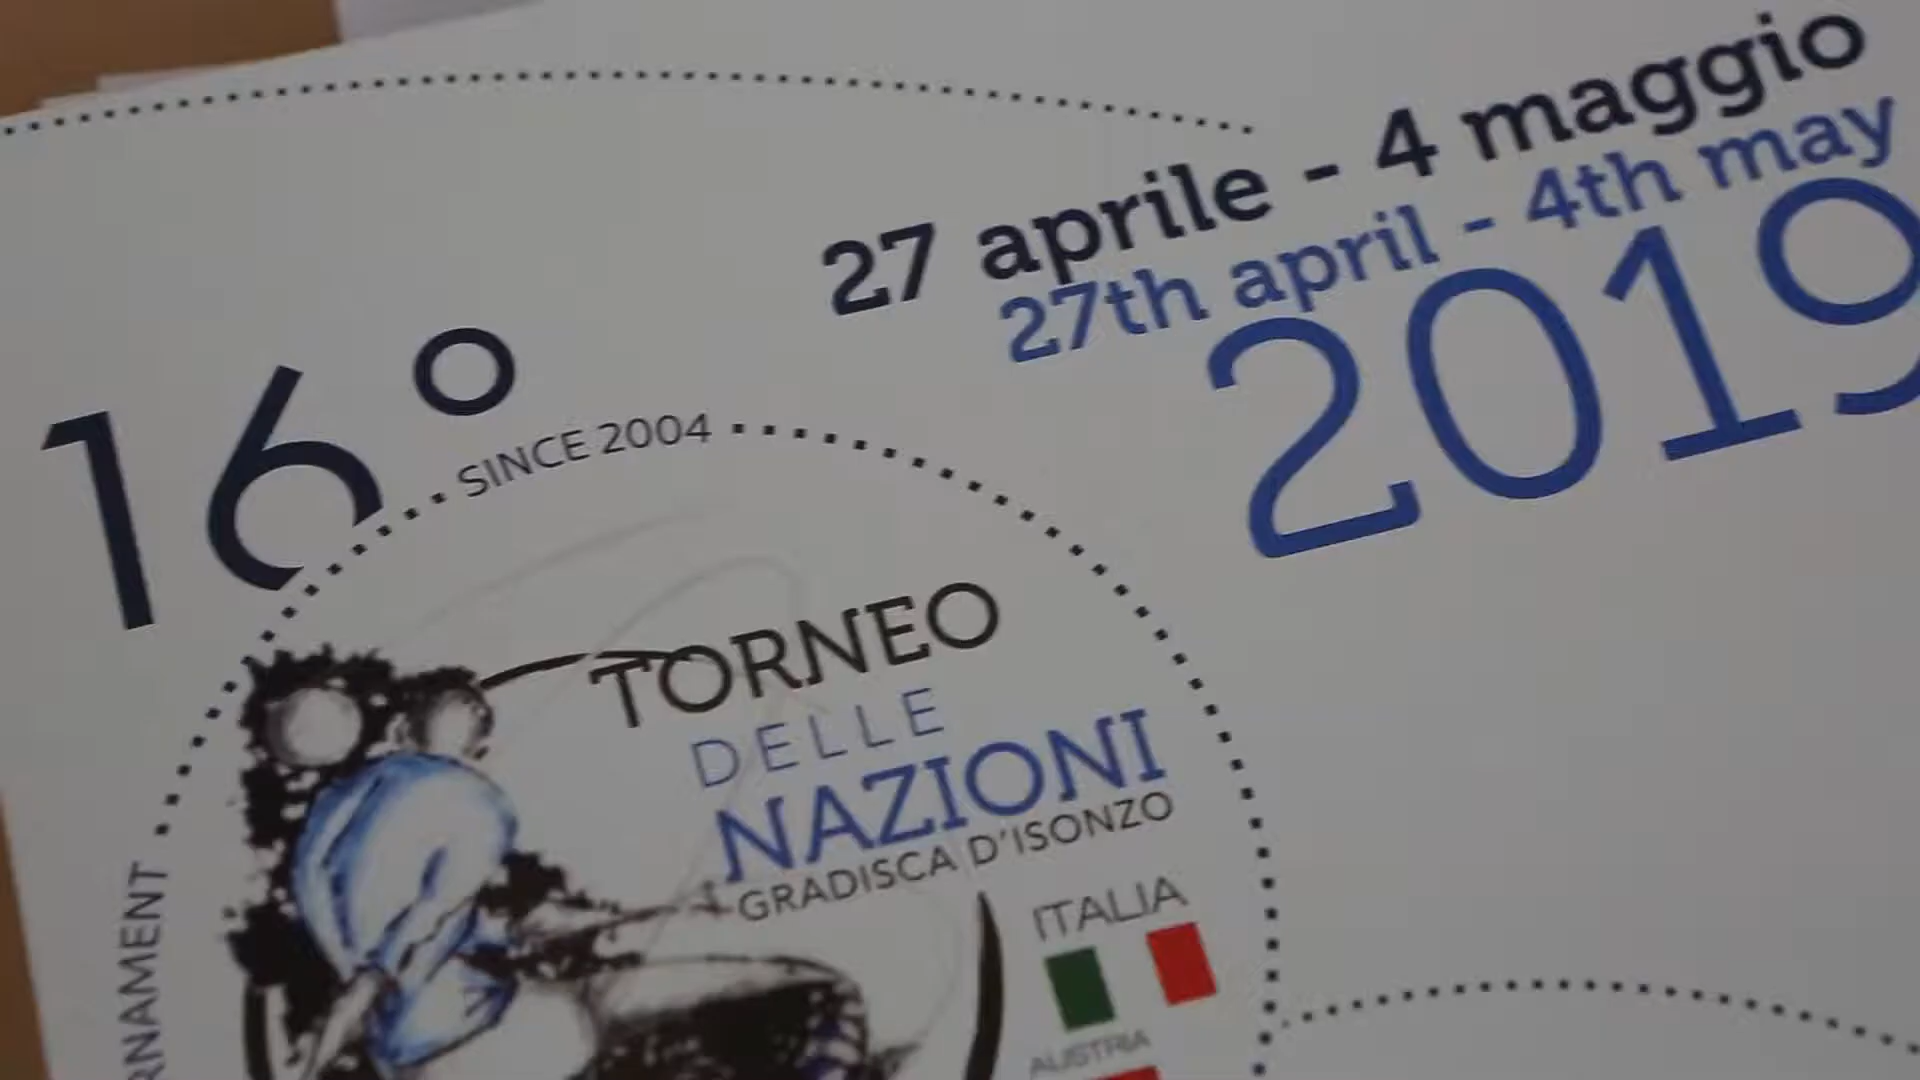 27 aprile - 4 maggio
27th april - 4th may
2019
16°
SINCE 2004
TORNEO
DELLE
NAZIONI
GRADISCA D'ISONZO
ITALIA
AUSTRIA